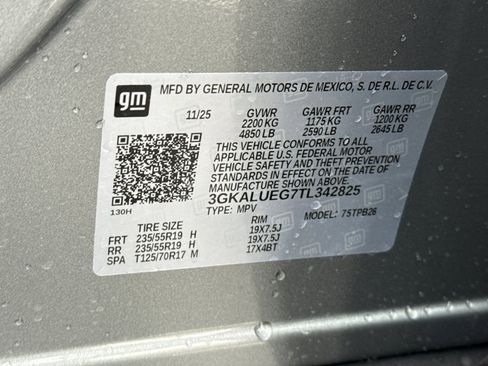 gm
MFD BY GENERAL MOTORS DE MEXICO, S. DE R.L. DE C.V.
11/25 GVWR GAWR FRT GAWR RR
2200 KG 1175 KG 1200 KG
4850 LB 2590 LB 2645 LB
THIS VEHICLE CONFORMS TO ALL
APPLICABLE U.S. FEDERAL MOTOR
VEHICLE SAFETY AND THEFT PREVENTION
STANDARDS IN EFFECT ON THE DATE OF
MANUFACTURE SHOWN ABOVE.
3GKALUEG7TL342825
130H
TYPE: MPV MODEL: 7STPB26
TIRE SIZE RIM
FRT 235/55R19 H 19X7.5J
RR 235/55R19 H 19X7.5J
SPA T125/70R17 M 17X4BT